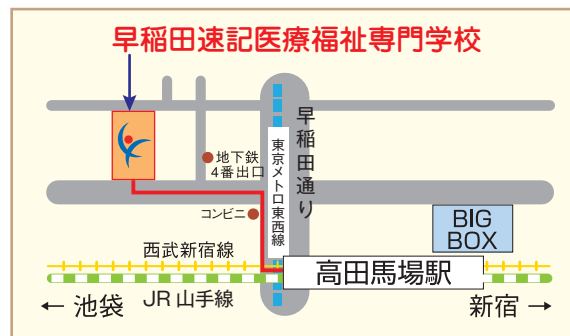 早稲田速記医療福祉専門学校
早稲田通り
東京メトロ東西線
地下鉄
4番出口
コンビニ
BIG
BOX
西武新宿線
高田馬場駅
← 池袋
JR 山手線
新宿 →